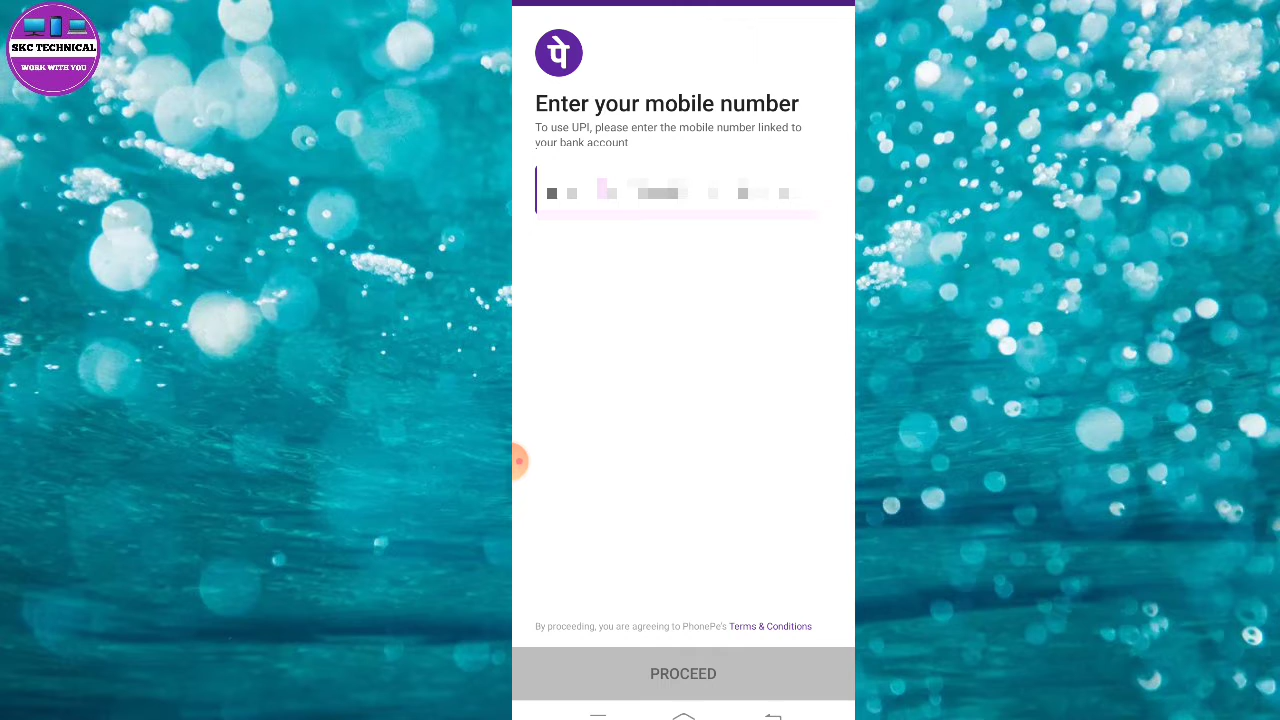 SKC TECHNICAL
WORK WITH YOU
पे
Enter your mobile number
To use UPI, please enter the mobile number linked to
your bank account
By proceeding, you are agreeing to PhonePe's Terms & Conditions
PROCEED